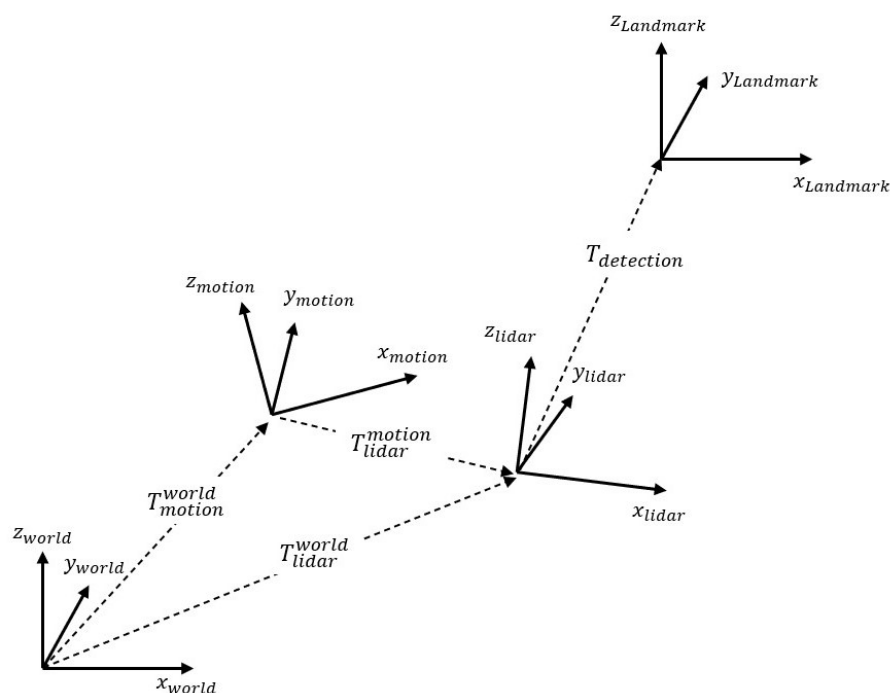 z_Landmark
y_Landmark
x_Landmark
T_detection
z_motion
y_motion
x_motion
z_lidar
y_lidar
T_lidar^motion
x_lidar
T_motion^world
z_world
T_lidar^world
y_world
x_world